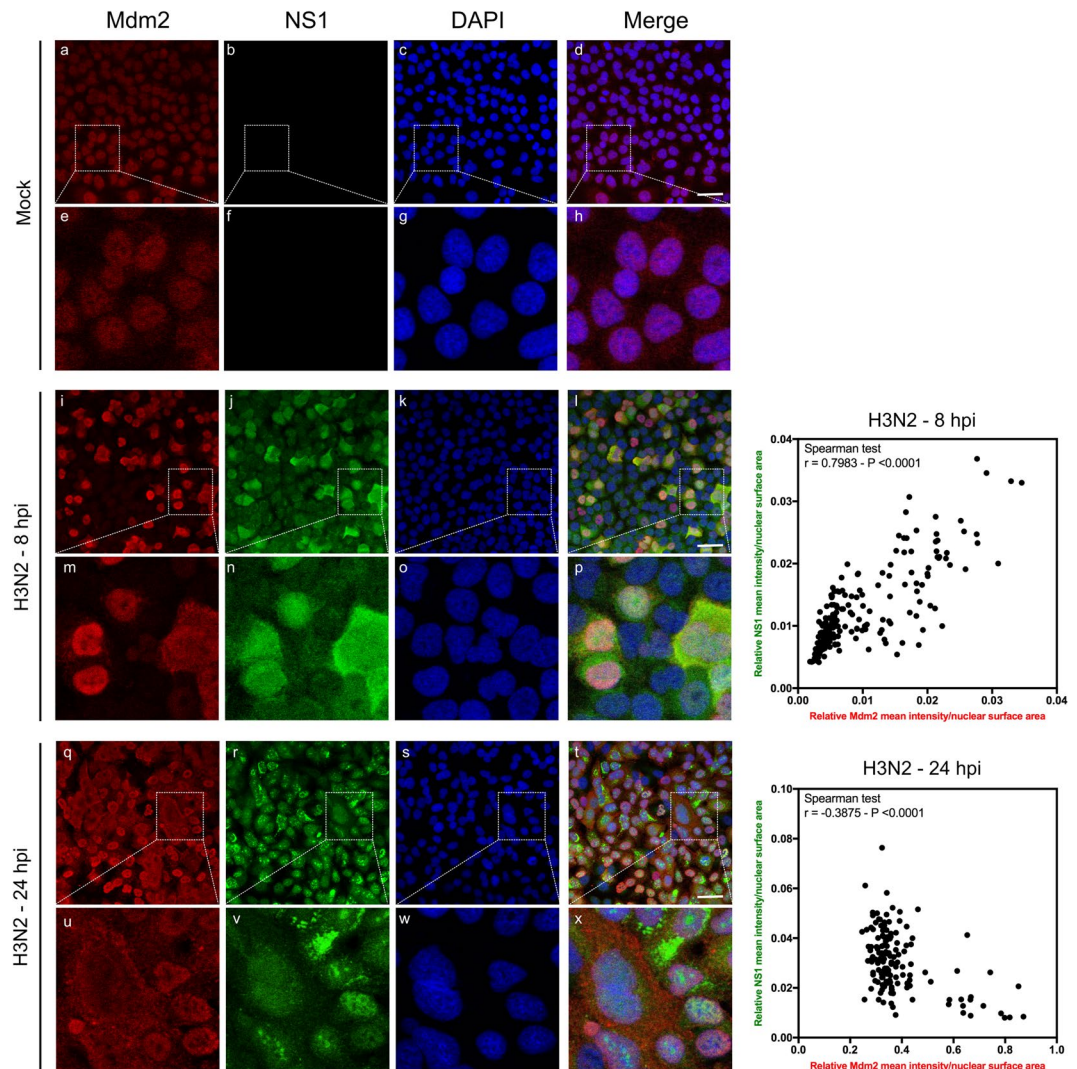 Mdm2 NS1 DAPI Merge
Mock
a b c d
e f g h
H3N2 - 8 hpi
i j k l
m n o p
H3N2 - 8 hpi
Spearman test
r = 0.7983 - P <0.0001
Relative NS1 mean intensity/nuclear surface area
0.04
0.03
0.02
0.01
0.00
0.00 0.01 0.02 0.03 0.04
Relative Mdm2 mean intensity/nuclear surface area
H3N2 - 24 hpi
q r s t
u v w x
H3N2 - 24 hpi
Spearman test
r = -0.3875 - P <0.0001
Relative NS1 mean intensity/nuclear surface area
0.10
0.08
0.06
0.04
0.02
0.00
0.0 0.2 0.4 0.6 0.8 1.0
Relative Mdm2 mean intensity/nuclear surface area